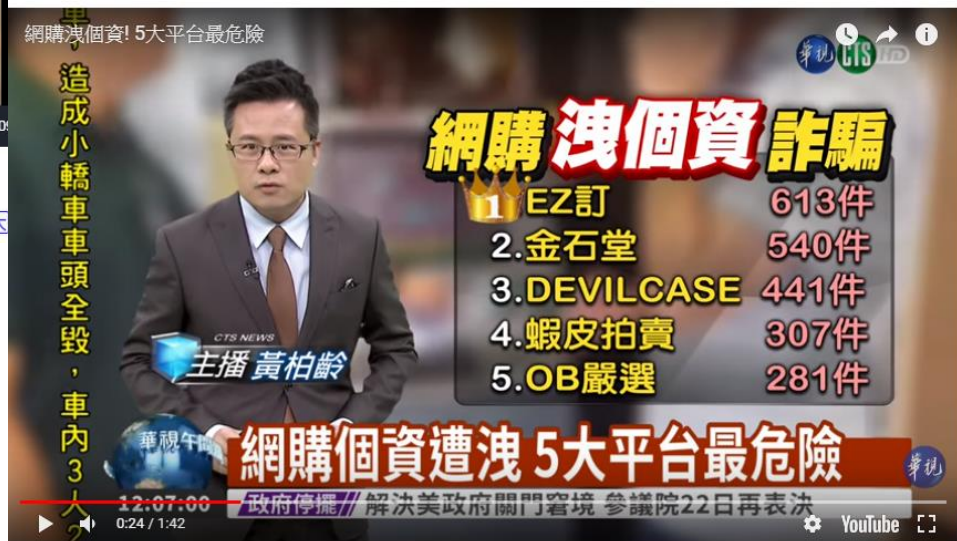 網購洩個資! 5大平台最危險
華視 CTS HD
車,造成小轎車車頭全毀,車內3人2
網購洩個資詐騙
1 EZ訂 613件
2.金石堂 540件
3.DEVILCASE 441件
4.蝦皮拍賣 307件
5.OB嚴選 281件
CTS NEWS
主播 黃柏齡
華視午間
網購個資遭洩 5大平台最危險
華視
12:07:00 政府停擺// 解決美政府關門窘境 參議院22日再表決
0:24 / 1:42 YouTube